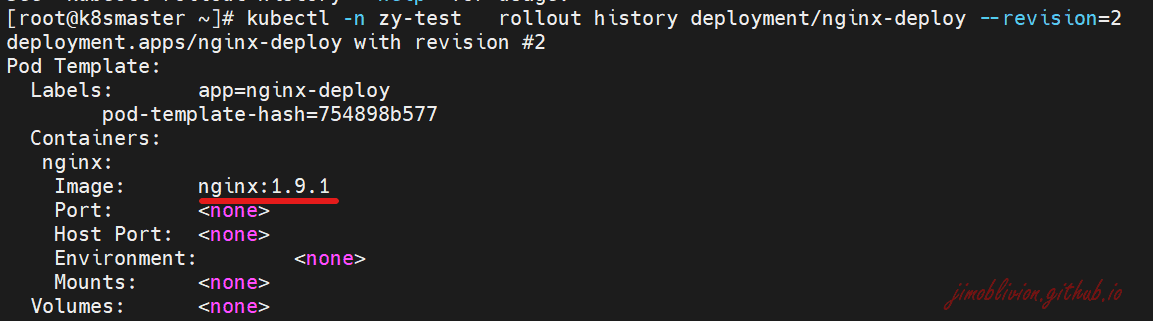 [root@k8smaster ~]# kubectl -n zy-test   rollout history deployment/nginx-deploy --revision=2
deployment.apps/nginx-deploy with revision #2
Pod Template:
  Labels:       app=nginx-deploy
        pod-template-hash=754898b577
  Containers:
   nginx:
    Image:      nginx:1.9.1
    Port:       <none>
    Host Port:  <none>
    Environment:        <none>
    Mounts:     <none>
  Volumes:      <none>
jimoblivion.github.io